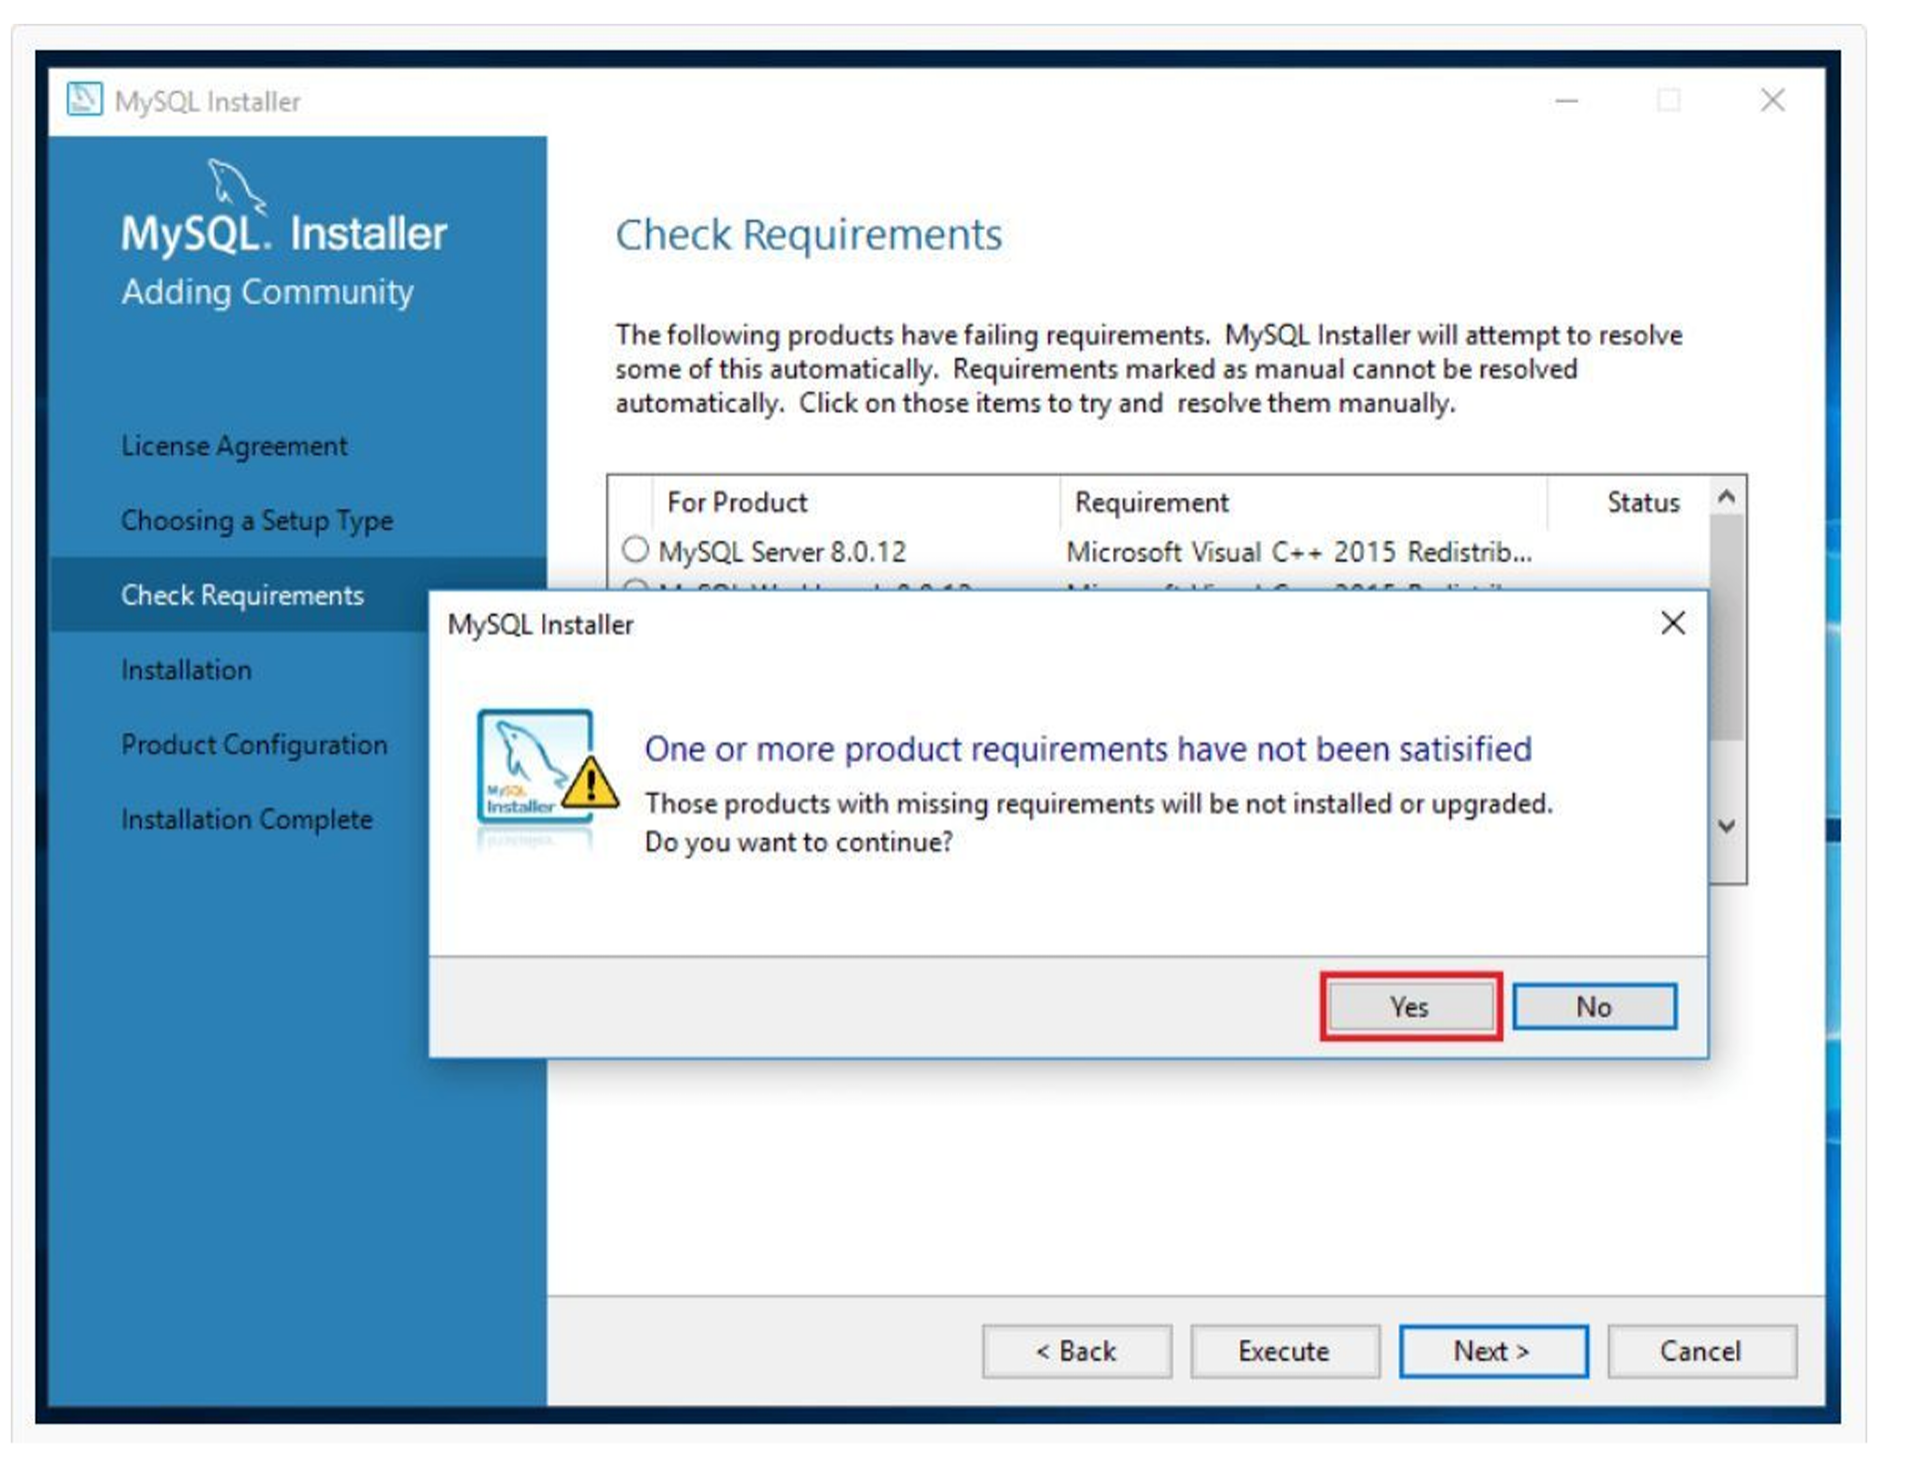 MySQL Installer
MySQL. Installer
Adding Community
License Agreement
Choosing a Setup Type
Check Requirements
Installation
Product Configuration
Installation Complete
Check Requirements
The following products have failing requirements. MySQL Installer will attempt to resolve
some of this automatically. Requirements marked as manual cannot be resolved
automatically. Click on those items to try and resolve them manually.
For Product Requirement Status
MySQL Server 8.0.12 Microsoft Visual C++ 2015 Redistrib...
MySQL Installer
MySQL
Installer
One or more product requirements have not been satisified
Those products with missing requirements will be not installed or upgraded.
Do you want to continue?
Yes No
< Back Execute Next > Cancel